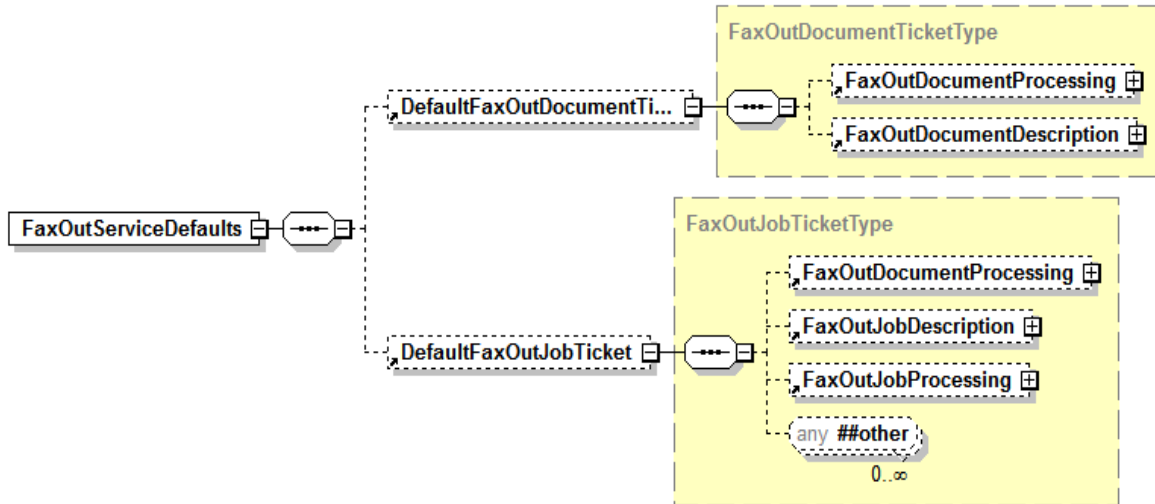 FaxOutDocumentTicketType
FaxOutDocumentProcessing
DefaultFaxOutDocumentTi...
FaxOutDocumentDescription
FaxOutServiceDefaults
FaxOutJobTicketType
FaxOutDocumentProcessing
FaxOutJobDescription
DefaultFaxOutJobTicket
FaxOutJobProcessing
any ##other
0..∞